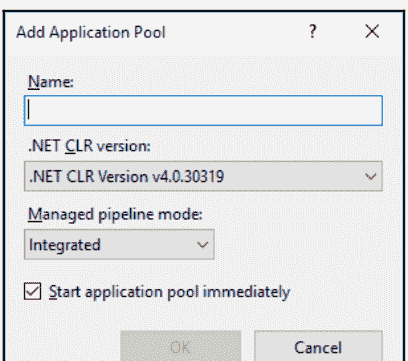 Add Application Pool ?
Name:
.NET CLR version:
.NET CLR Version v4.0.30319
Managed pipeline mode:
Integrated
Start application pool immediately
OK Cancel